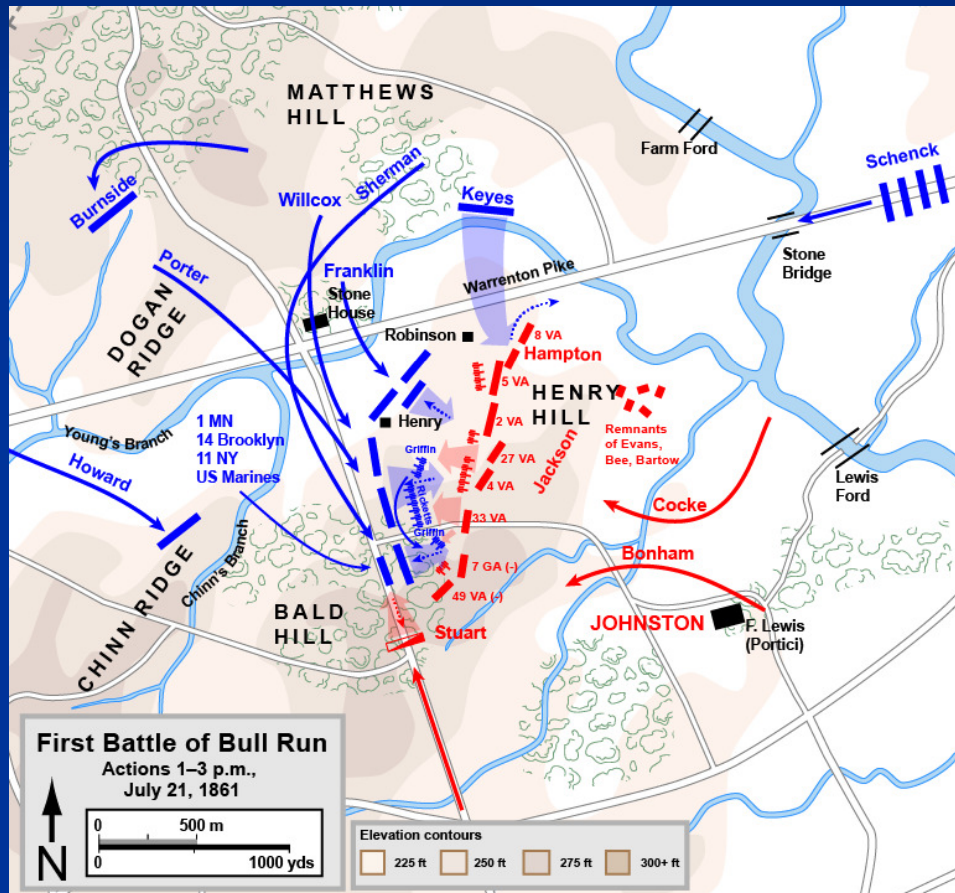 MATTHEWS
HILL
Farm Ford
Schenck
Burnside
Willcox
Sherman
Keyes
Stone
Bridge
Porter
Franklin
Warrenton Pike
Stone
House
DOGAN
RIDGE
Robinson
8 VA
Hampton
5 VA
HENRY
HILL
Henry
2 VA
Remnants
of Evans,
Bee, Bartow
1 MN
14 Brooklyn
11 NY
US Marines
Young's Branch
Griffin
27 VA
Jackson
4 VA
Ricketts
Howard
Lewis
Ford
Cocke
33 VA
Griffin
Chinn's Branch
Bonham
7 GA (-)
49 VA (-)
CHINN RIDGE
BALD
HILL
Stuart
JOHNSTON
F. Lewis
(Portici)
First Battle of Bull Run
Actions 1–3 p.m.,
July 21, 1861
0 500 m
0 1000 yds
N
Elevation contours
225 ft 250 ft 275 ft 300+ ft